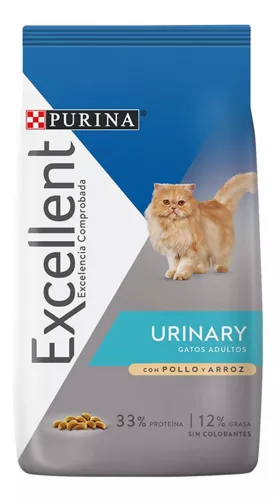 PURINA
Excellent
Excelencia Comprobada
URINARY
GATOS ADULTOS
CON POLLO Y ARROZ
33% PROTEÍNA | 12% GRASA
SIN COLORANTES